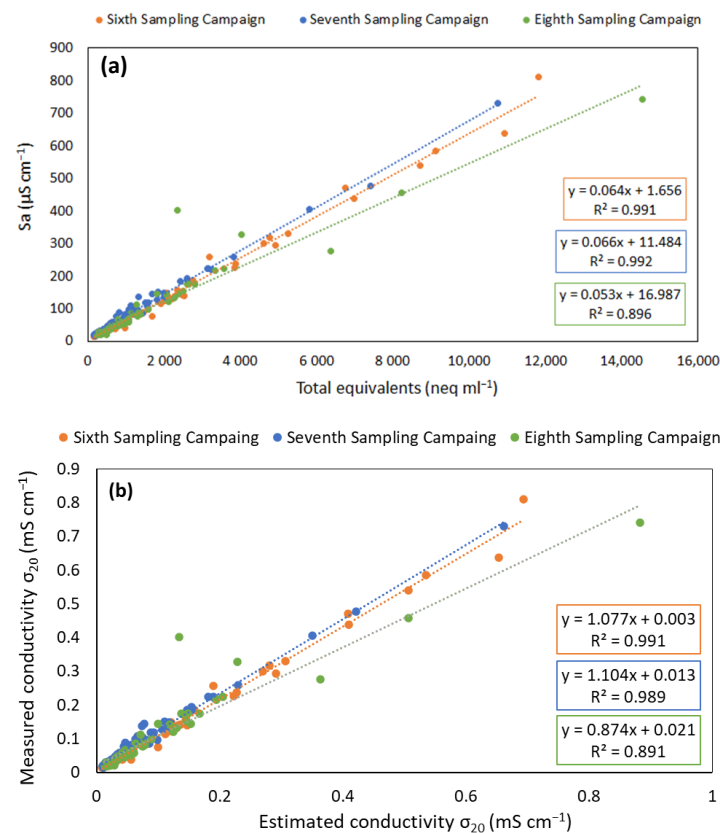 Sixth Sampling Campaign Seventh Sampling Campaign Eighth Sampling Campaign
(a)
900
800
700
600
500
400
300
200
100
0
Sa (µS cm⁻¹)
y = 0.064x + 1.656
R² = 0.991
y = 0.066x + 11.484
R² = 0.992
y = 0.053x + 16.987
R² = 0.896
0 2 000 4 000 6 000 8 000 10,000 12,000 14,000 16,000
Total equivalents (neq ml⁻¹)
Sixth Sampling Campaing Seventh Sampling Campaing Eighth Sampling Campaign
(b)
0.9
0.8
0.7
0.6
0.5
0.4
0.3
0.2
0.1
0
Measured conductivity σ₂₀ (mS cm⁻¹)
y = 1.077x + 0.003
R² = 0.991
y = 1.104x + 0.013
R² = 0.989
y = 0.874x + 0.021
R² = 0.891
0 0.2 0.4 0.6 0.8 1
Estimated conductivity σ₂₀ (mS cm⁻¹)